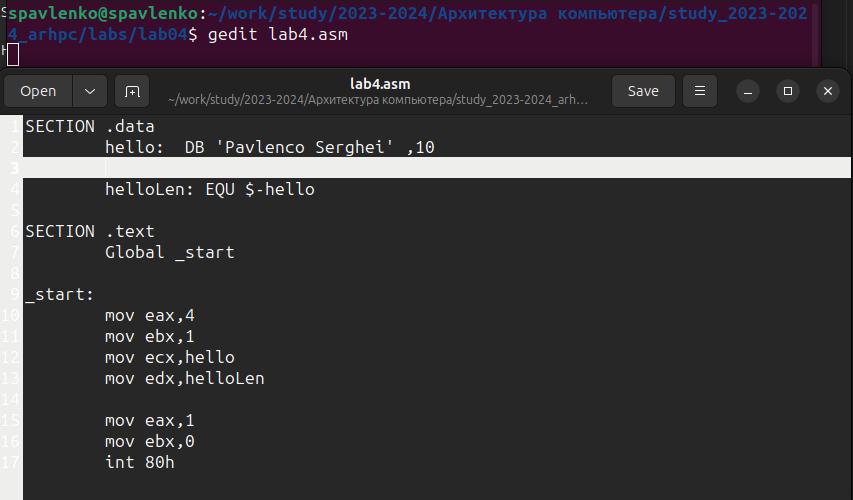 spavlenko@spavlenko:~/work/study/2023-2024/Архитектура компьютера/study_2023-202
4_arhpc/labs/lab04$ gedit lab4.asm
Open
lab4.asm
~/work/study/2023-2024/Архитектура компьютера/study_2023-2024_arh…
Save
1 SECTION .data
2 hello: DB 'Pavlenco Serghei' ,10
3
4 helloLen: EQU $-hello
5
6 SECTION .text
7 Global _start
8
9 _start:
10 mov eax,4
11 mov ebx,1
12 mov ecx,hello
13 mov edx,helloLen
14
15 mov eax,1
16 mov ebx,0
17 int 80h